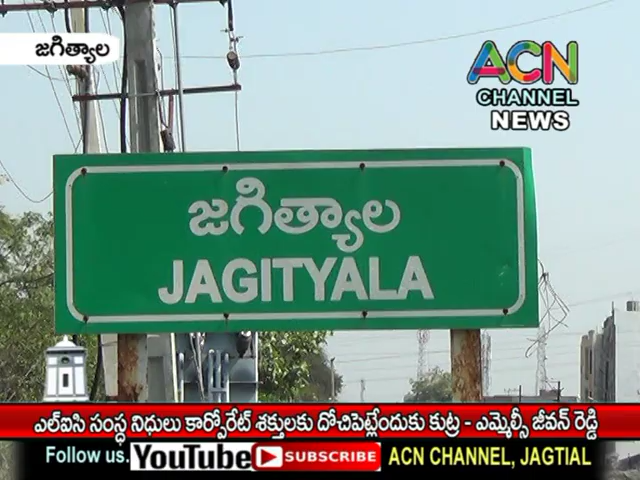 జగిత్యాల
ACN
CHANNEL
NEWS
జగిత్యాల
JAGITYALA
ఎల్ఐసి సంస్థ నిధులు కార్పోరేట్ శక్తులకు దోచిపెట్లేందుకు కుట్ర - ఎమ్మెల్సీ జీవన్ రెడ్డి
Follow us. YouTube SUBSCRIBE ACN CHANNEL, JAGTIAL